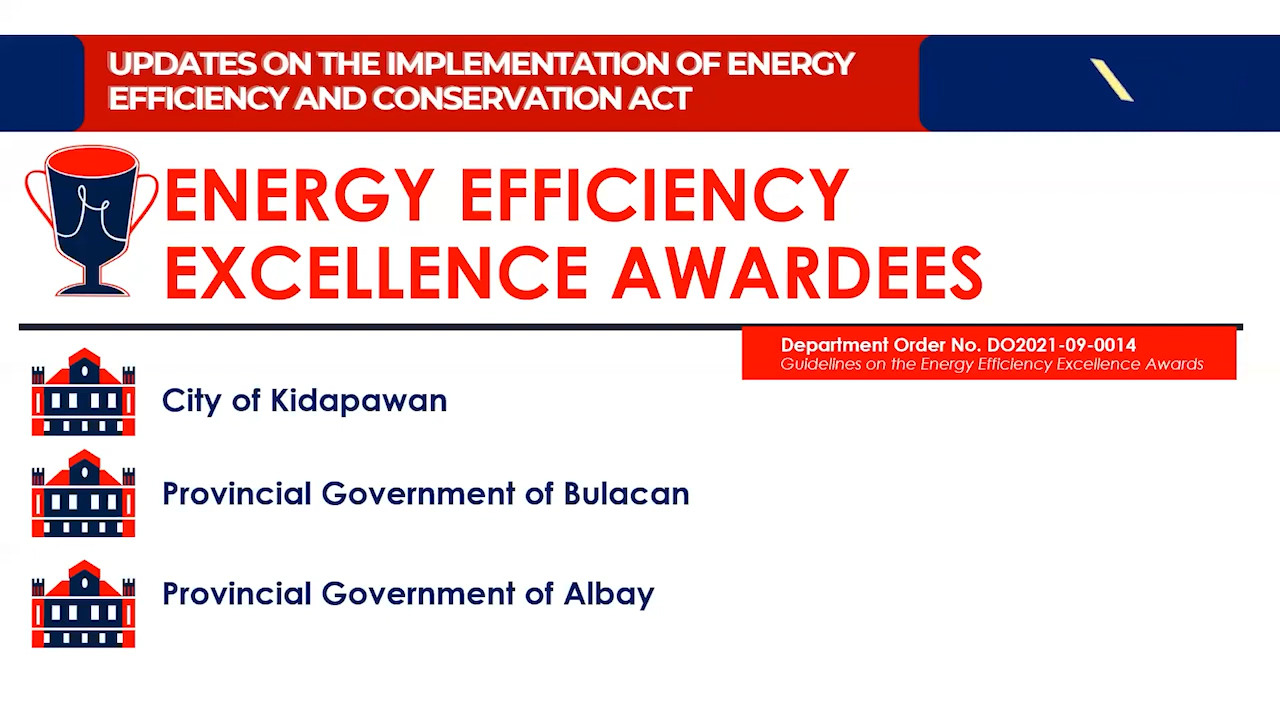 UPDATES ON THE IMPLEMENTATION OF ENERGY
EFFICIENCY AND CONSERVATION ACT
ENERGY EFFICIENCY
EXCELLENCE AWARDEES
Department Order No. DO2021-09-0014
Guidelines on the Energy Efficiency Excellence Awards
City of Kidapawan
Provincial Government of Bulacan
Provincial Government of Albay